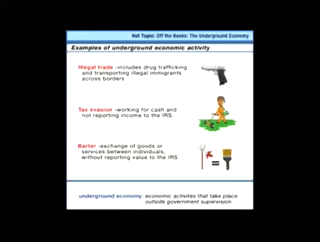 Hot Topic: Off the Books: The Underground Economy
Examples of underground economic activity
Illegal trade -includes drug trafficking
and transporting illegal immigrants
across borders
Tax evasion -working for cash and
not reporting income to the IRS
Barter -exchange of goods or
services between individuals,
without reporting value to the IRS
=
underground economy economic activites that take place
outside government supervision